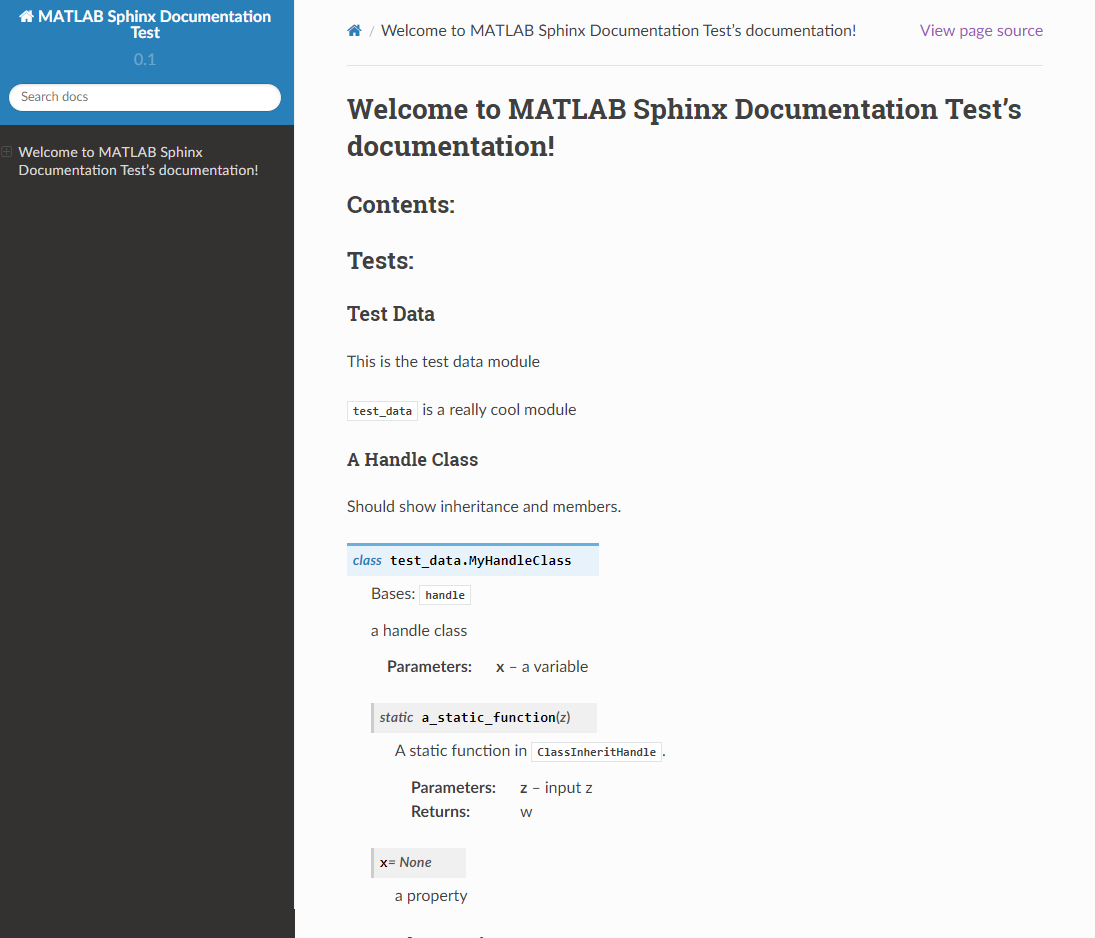 MATLAB Sphinx Documentation
Test
0.1
Search docs
Welcome to MATLAB Sphinx
Documentation Test's documentation!
/ Welcome to MATLAB Sphinx Documentation Test's documentation!
View page source
Welcome to MATLAB Sphinx Documentation Test's
documentation!
Contents:
Tests:
Test Data
This is the test data module
test_data is a really cool module
A Handle Class
Should show inheritance and members.
class test_data.MyHandleClass
Bases: handle
a handle class
Parameters: x – a variable
static a_static_function(z)
A static function in ClassInheritHandle.
Parameters: z – input z
Returns: w
x= None
a property